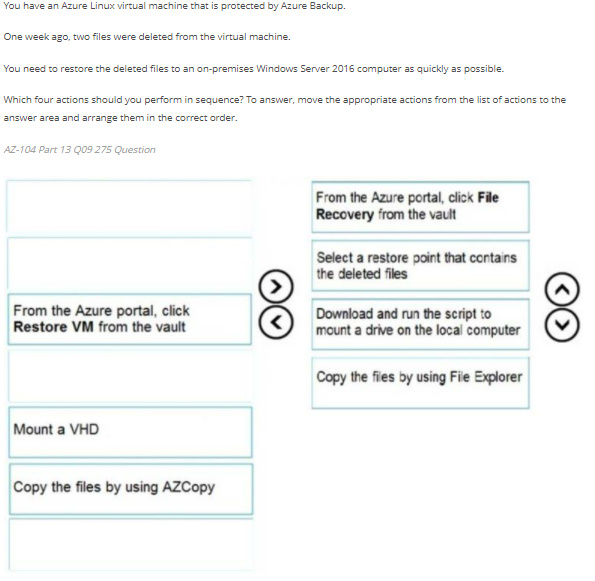 You have an Azure Linux virtual machine that is protected by Azure Backup.
One week ago, two files were deleted from the virtual machine.
You need to restore the deleted files to an on-premises Windows Server 2016 computer as quickly as possible.
Which four actions should you perform in sequence? To answer, move the appropriate actions from the list of actions to the
answer area and arrange them in the correct order.
AZ-104 Part 13 Q09 275 Question
From the Azure portal, click
Restore VM from the vault
Mount a VHD
Copy the files by using AZCopy
From the Azure portal, click File
Recovery from the vault
Select a restore point that contains
the deleted files
Download and run the script to
mount a drive on the local computer
Copy the files by using File Explorer